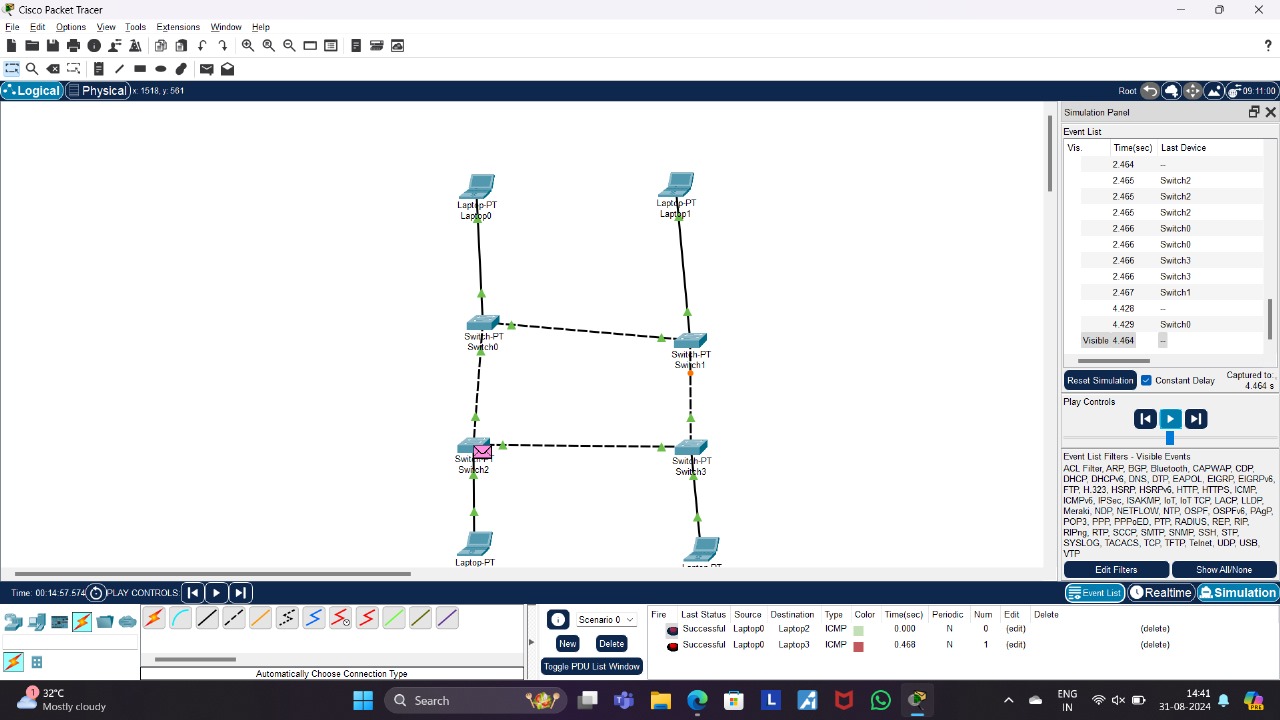 Cisco Packet Tracer
File Edit Options View Tools Extensions Window Help
?
Logical Physical x: 1518, y: 561 Root 09:11:00
Simulation Panel
Event List
Vis. Time(sec) Last Device
2.464 --
2.465 Switch2
2.465 Switch2
2.465 Switch2
2.466 Switch0
2.466 Switch0
2.466 Switch3
2.466 Switch3
2.467 Switch1
4.428 --
4.429 Switch0
Visible 4.464 --
Reset Simulation Constant Delay Captured to:
4.464 s
Play Controls
Event List Filters - Visible Events
ACL Filter, ARP, BGP, Bluetooth, CAPWAP, CDP,
DHCP, DHCPv6, DNS, DTP, EAPOL, EIGRP, EIGRPv6,
FTP, H.323, HSRP, HSRPv6, HTTP, HTTPS, ICMP,
ICMPv6, IPSec, ISAKMP, IoT, IoT TCP, LACP, LLDP,
Meraki, NDP, NETFLOW, NTP, OSPF, OSPFv6, PAgP,
POP3, PPP, PPPoED, PTP, RADIUS, REP, RIP,
RIPng, RTP, SCCP, SMTP, SNMP, SSH, STP,
SYSLOG, TACACS, TCP, TFTP, Telnet, UDP, USB,
VTP
Edit Filters Show All/None
Laptop-PT
Laptop0
Laptop-PT
Laptop1
Switch-PT
Switch0
Switch-PT
Switch1
Switch-PT
Switch2
Switch-PT
Switch3
Laptop-PT
Laptop-PT
Time: 00:14:57.574 PLAY CONTROLS: Event List Realtime Simulation
Scenario 0
New Delete
Toggle PDU List Window
Automatically Choose Connection Type
Fire Last Status Source Destination Type Color Time(sec) Periodic Num Edit Delete
Successful Laptop0 Laptop2 ICMP 0.000 N 0 (edit) (delete)
Successful Laptop0 Laptop3 ICMP 0.468 N 1 (edit) (delete)
1
32°C
Mostly cloudy
Search
ENG
IN
14:41
31-08-2024